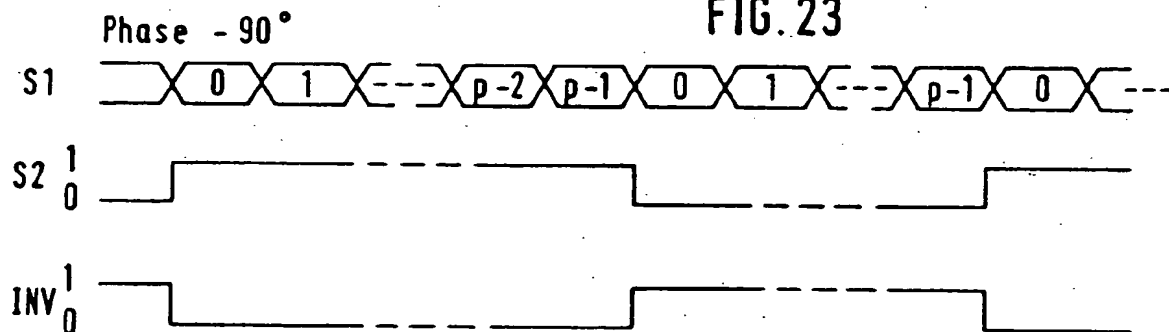 FIG. 23
Phase - 90°
S1 0 1 p-2 p-1 0 1 p-1 0
S2 1 0
INV 1 0